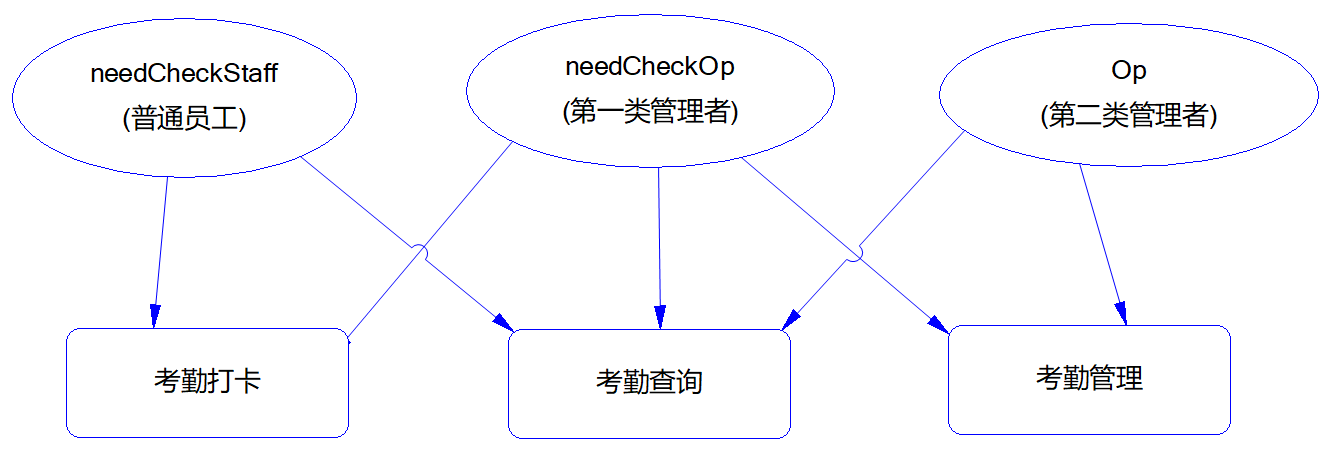 needCheckStaff
(普通员工)
needCheckOp
(第一类管理者)
Op
(第二类管理者)
考勤打卡
考勤查询
考勤管理